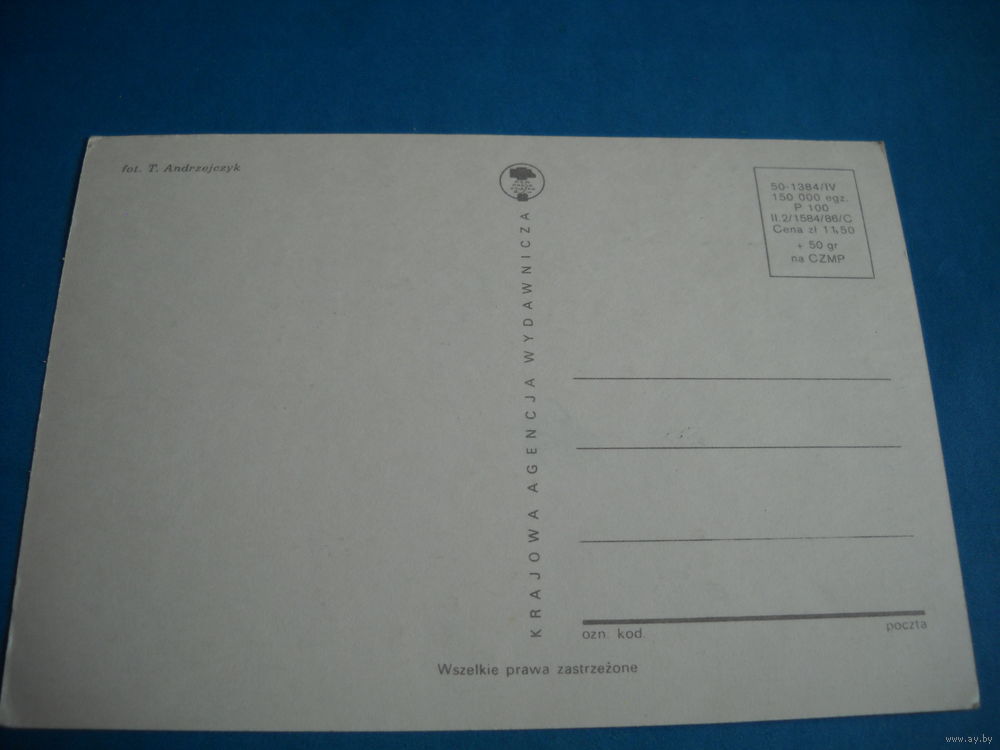 fot. T. Andrzejczyk
50-1384/IV
150 000 egz.
P 100
II.2/1584/86/C
Cena zł 11,50
+ 50 gr
na CZMP
KRAJOWA AGENCJA WYDAWNICZA
ozn. kod.
poczta
Wszelkie prawa zastrzeżone
www.ay.by